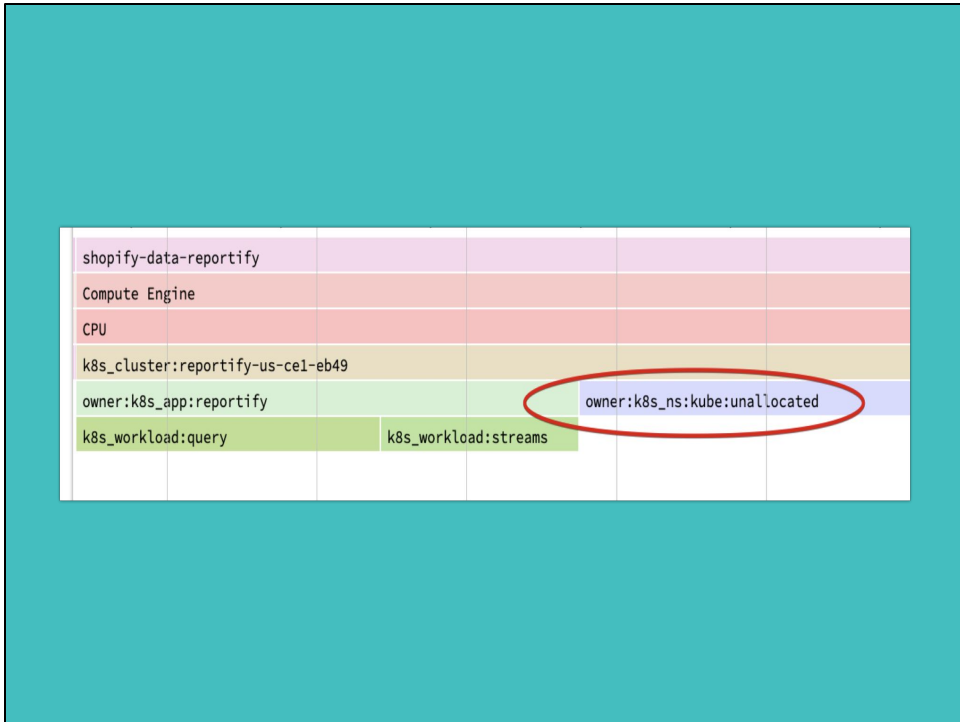 shopify-data-reportify
Compute Engine
CPU
k8s_cluster:reportify-us-ce1-eb49
owner:k8s_app:reportify owner:k8s_ns:kube:unallocated
k8s_workload:query k8s_workload:streams